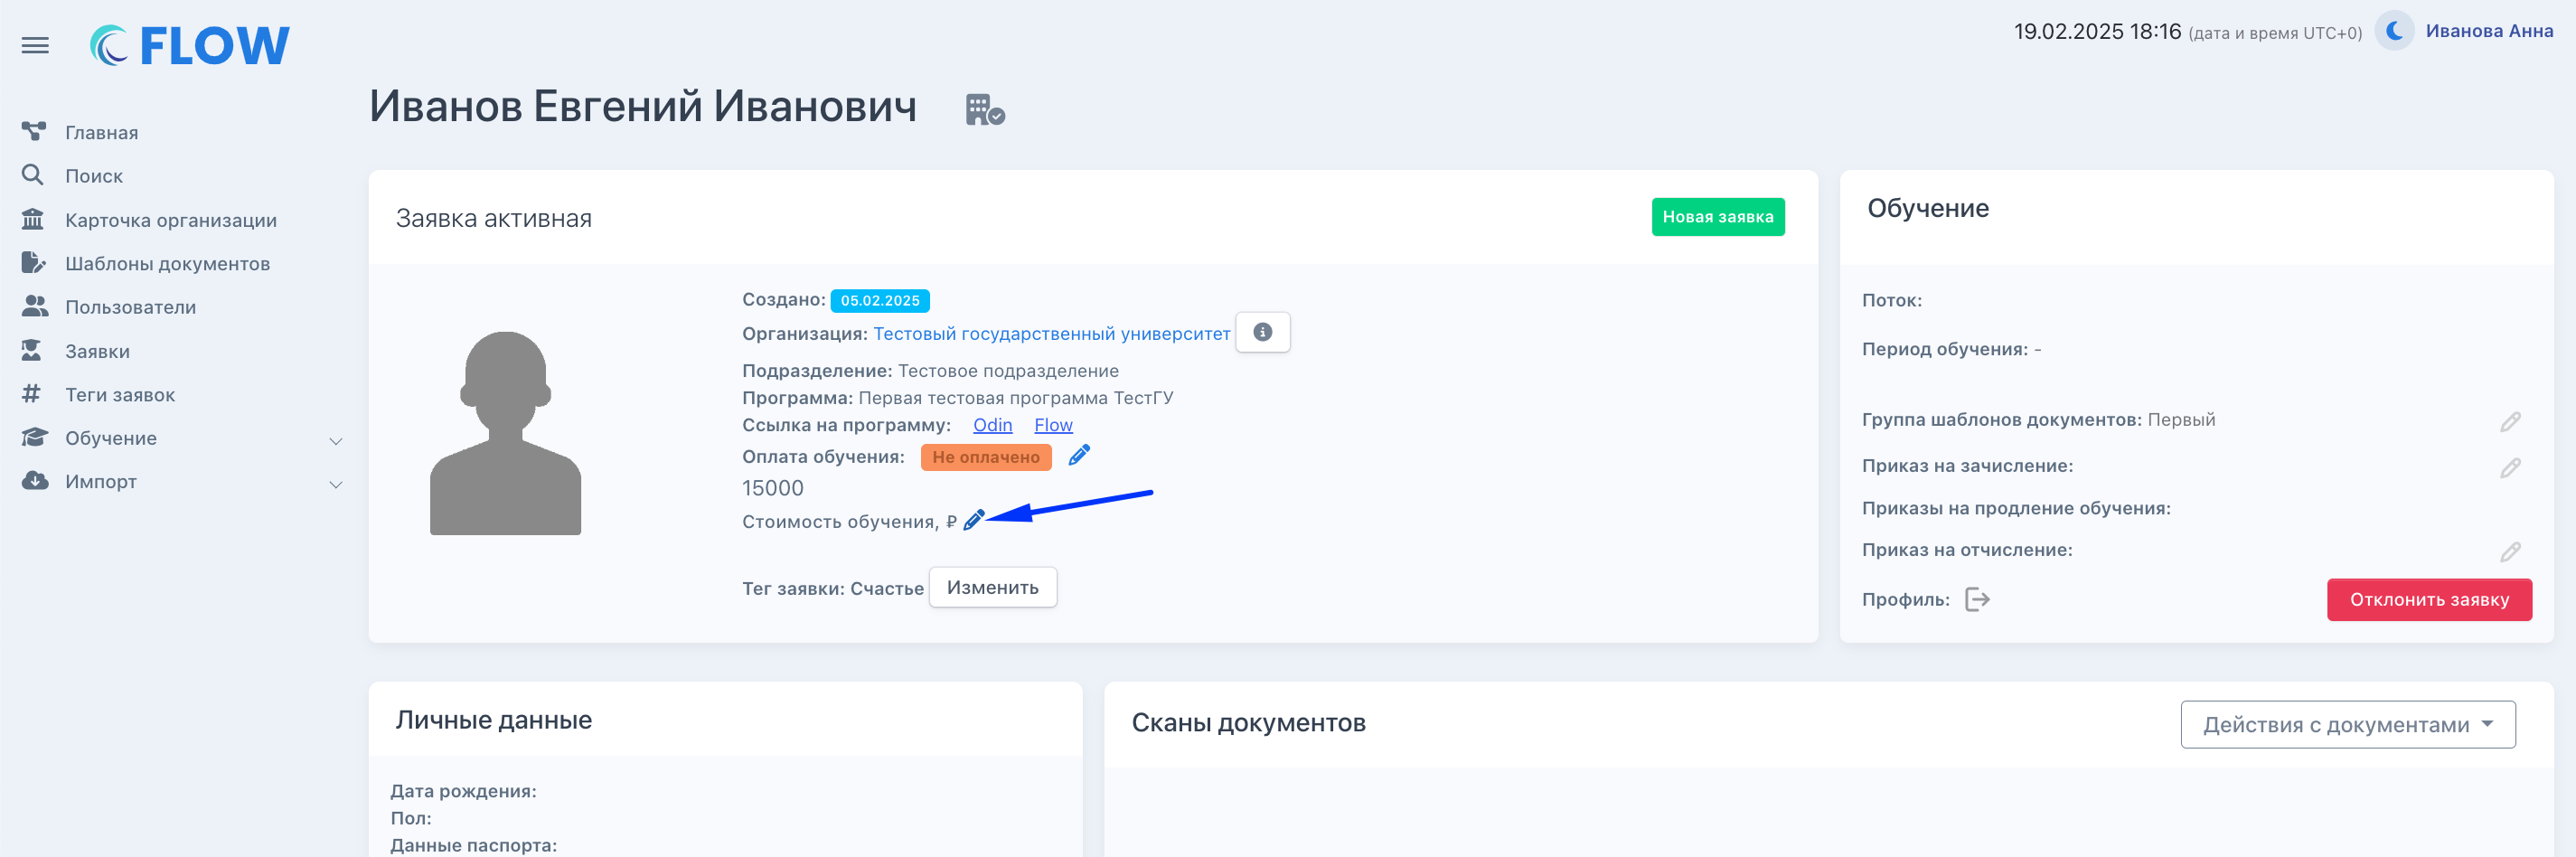 FLOW
19.02.2025 18:16 (дата и время UTC+0)
Иванова Анна
Главная
Поиск
Карточка организации
Шаблоны документов
Пользователи
Заявки
Теги заявок
Обучение
Импорт
Иванов Евгений Иванович
Заявка активная
Новая заявка
Создано: 05.02.2025
Организация: Тестовый государственный университет
Подразделение: Тестовое подразделение
Программа: Первая тестовая программа ТестГУ
Ссылка на программу: Odin Flow
Оплата обучения: Не оплачено
15000
Стоимость обучения, ₽
Тег заявки: Счастье Изменить
Обучение
Поток:
Период обучения: -
Группа шаблонов документов: Первый
Приказ на зачисление:
Приказы на продление обучения:
Приказ на отчисление:
Профиль:
Отклонить заявку
Личные данные
Дата рождения:
Пол:
Данные паспорта:
Сканы документов
Действия с документами